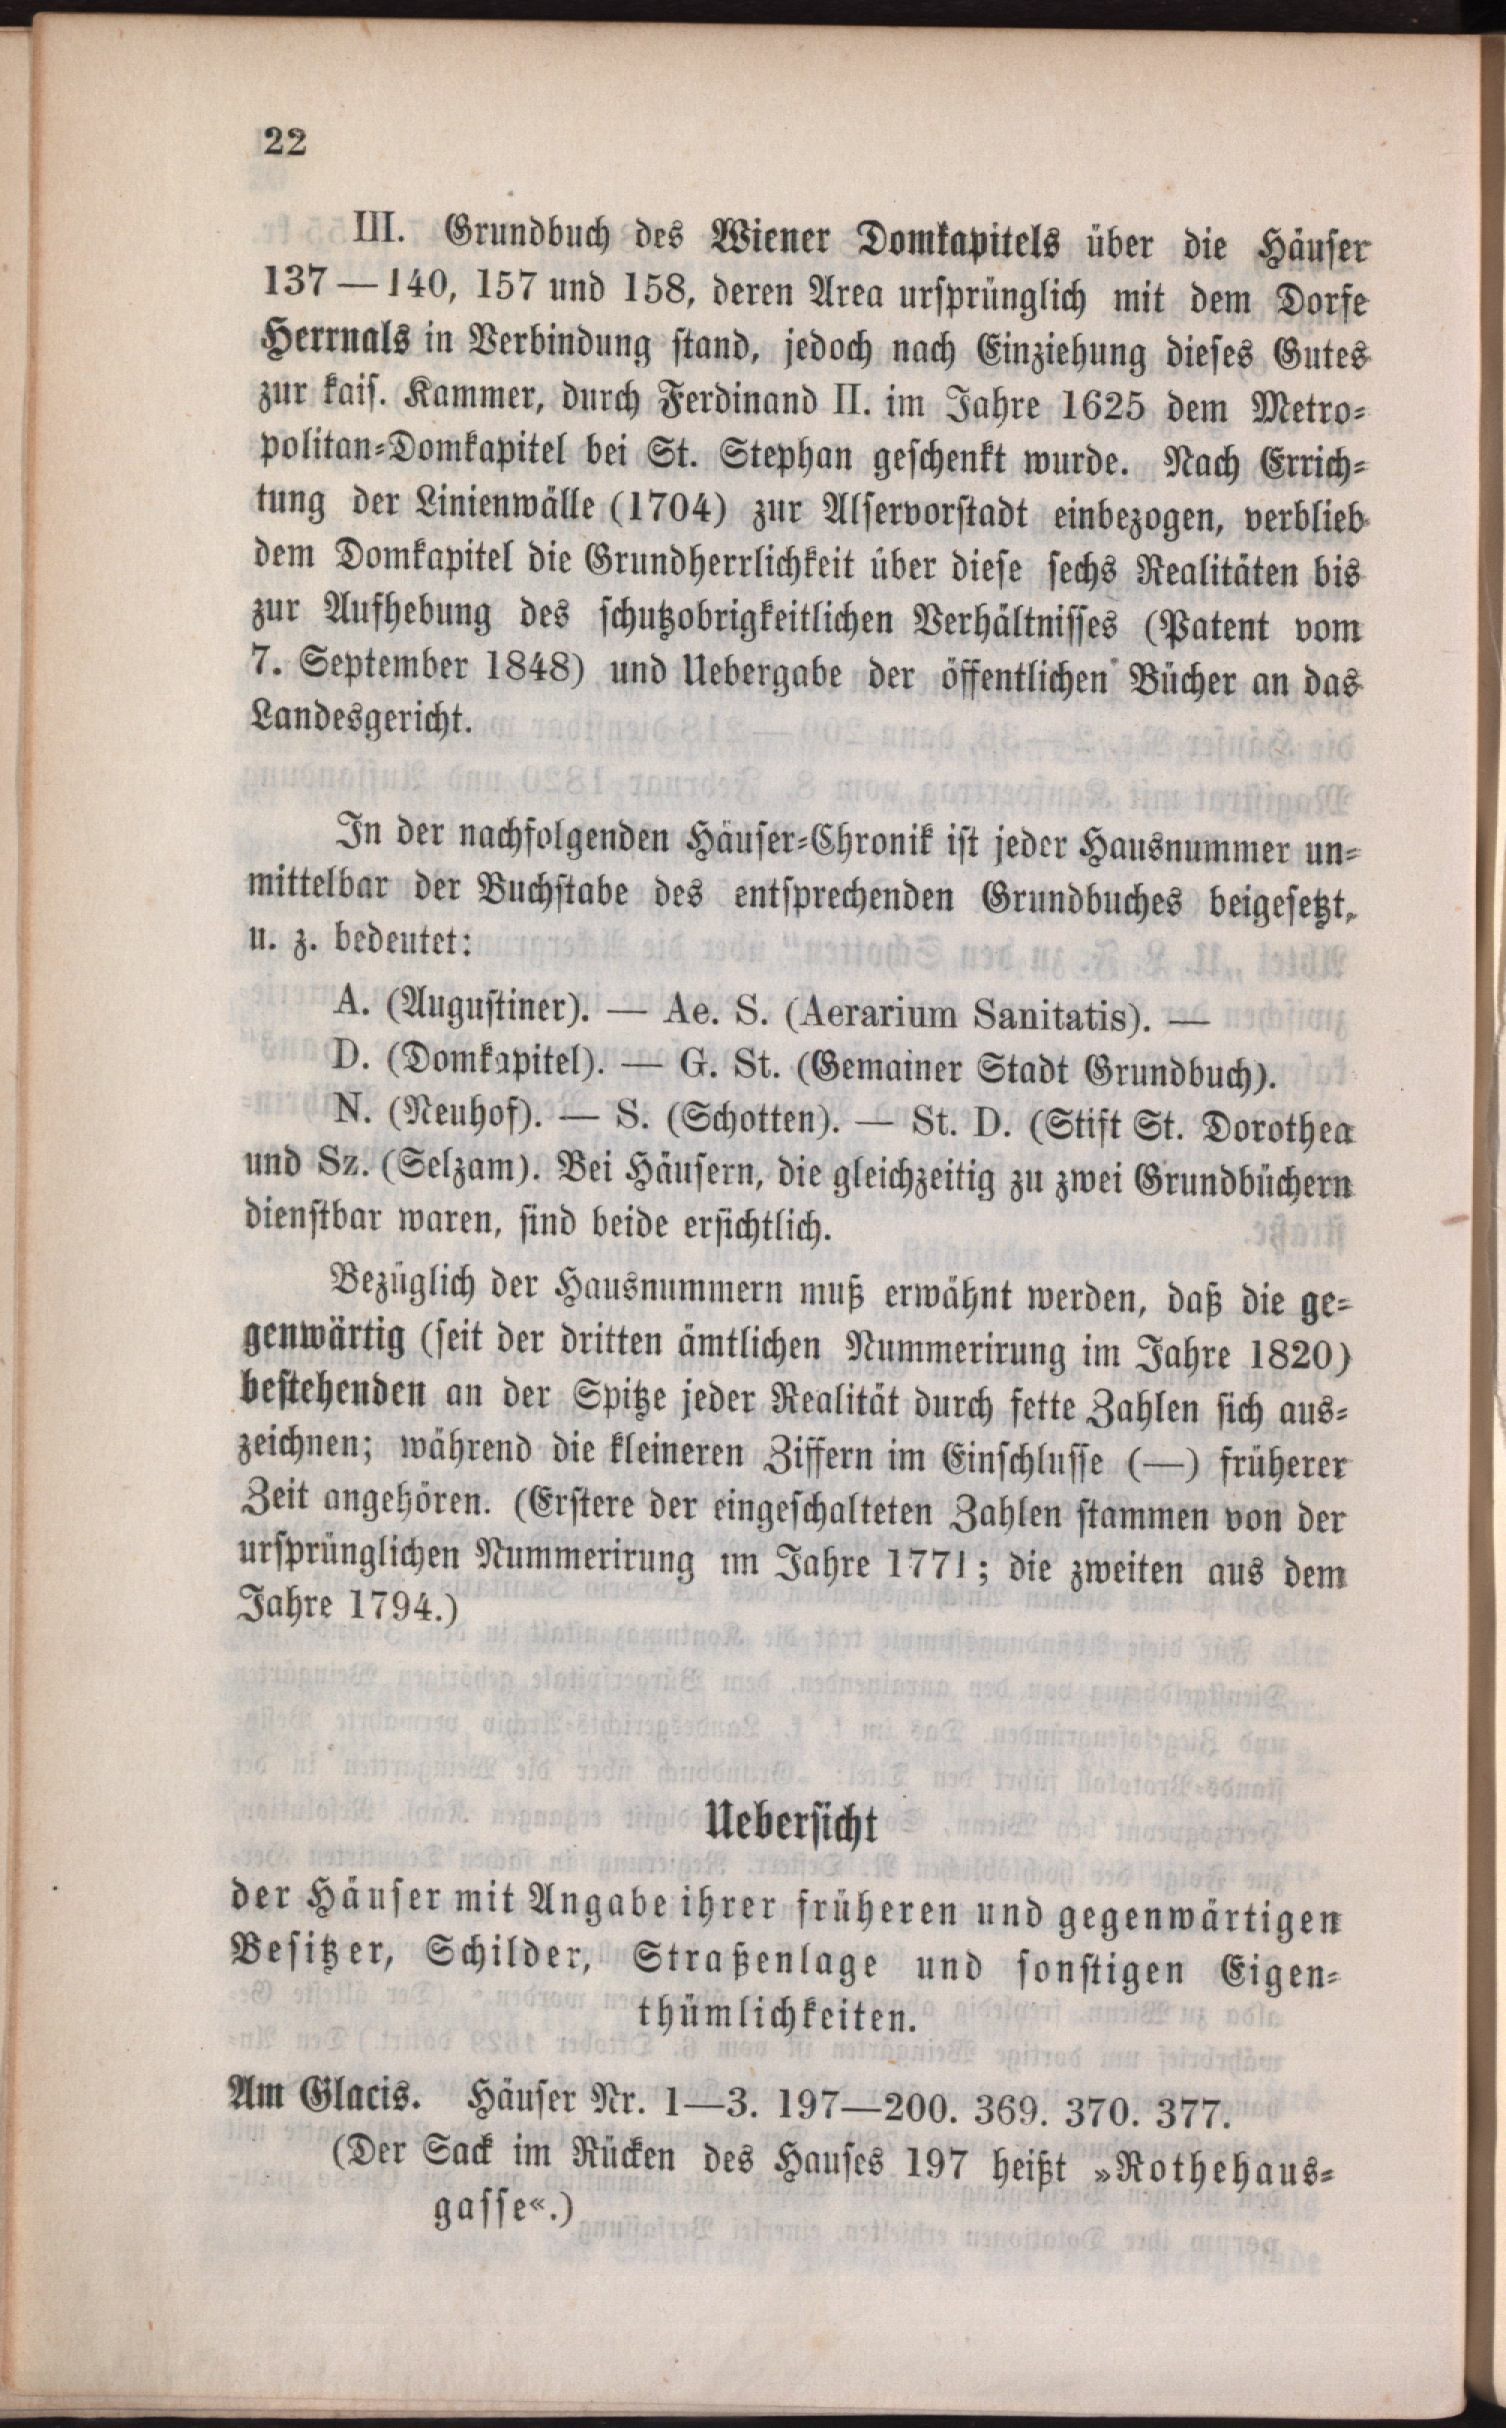 22
III. Grundbuch des Wiener Domkapitels über die Häuser
137—140, 157 und 158, deren Area ursprünglich mit dem Dorfe
Herrnals in Verbindung stand, jedoch nach Einziehung dieses Gutes
zur kais. Kammer, durch Ferdinand II. im Jahre 1625 dem Metro-
politan-Domkapitel bei St. Stephan geschenkt wurde. Nach Errich-
tung der Linienwälle (1704) zur Alservorstadt einbezogen, verblieb
dem Domkapitel die Grundherrlichkeit über diese sechs Realitäten bis
zur Aufhebung des schutzobrigkeitlichen Verhältnisses (Patent vom
7. September 1848) und Uebergabe der öffentlichen Bücher an das
Landesgericht.
In der nachfolgenden Häuser-Chronik ist jeder Hausnummer un-
mittelbar der Buchstabe des entsprechenden Grundbuches beigesetzt,
u. z. bedeutet:
A. (Augustiner). — Ae. S. (Aerarium Sanitatis). —
D. (Domkapitel). — G. St. (Gemainer Stadt Grundbuch).
N. (Neuhof). — S. (Schotten). — St. D. (Stift St. Dorothea
und Sz. (Selzam). Bei Häusern, die gleichzeitig zu zwei Grundbüchern
dienstbar waren, sind beide ersichtlich.
Bezüglich der Hausnummern muß erwähnt werden, daß die ge-
genwärtig (seit der dritten ämtlichen Nummerirung im Jahre 1820)
bestehenden an der Spitze jeder Realität durch fette Zahlen sich aus-
zeichnen; während die kleineren Ziffern im Einschlusse (—) früherer
Zeit angehören. (Erstere der eingeschalteten Zahlen stammen von der
ursprünglichen Nummerirung im Jahre 1771; die zweiten aus dem
Jahre 1794.)
Uebersicht
der Häuser mit Angabe ihrer früheren und gegenwärtigen
Besitzer, Schilder, Straßenlage und sonstigen Eigen-
thümlichkeiten.
Am Glacis. Häuser Nr. 1—3. 197—200. 369. 370. 377.
(Der Sack im Rücken des Hauses 197 heißt »Rothehaus-
gasse«.)